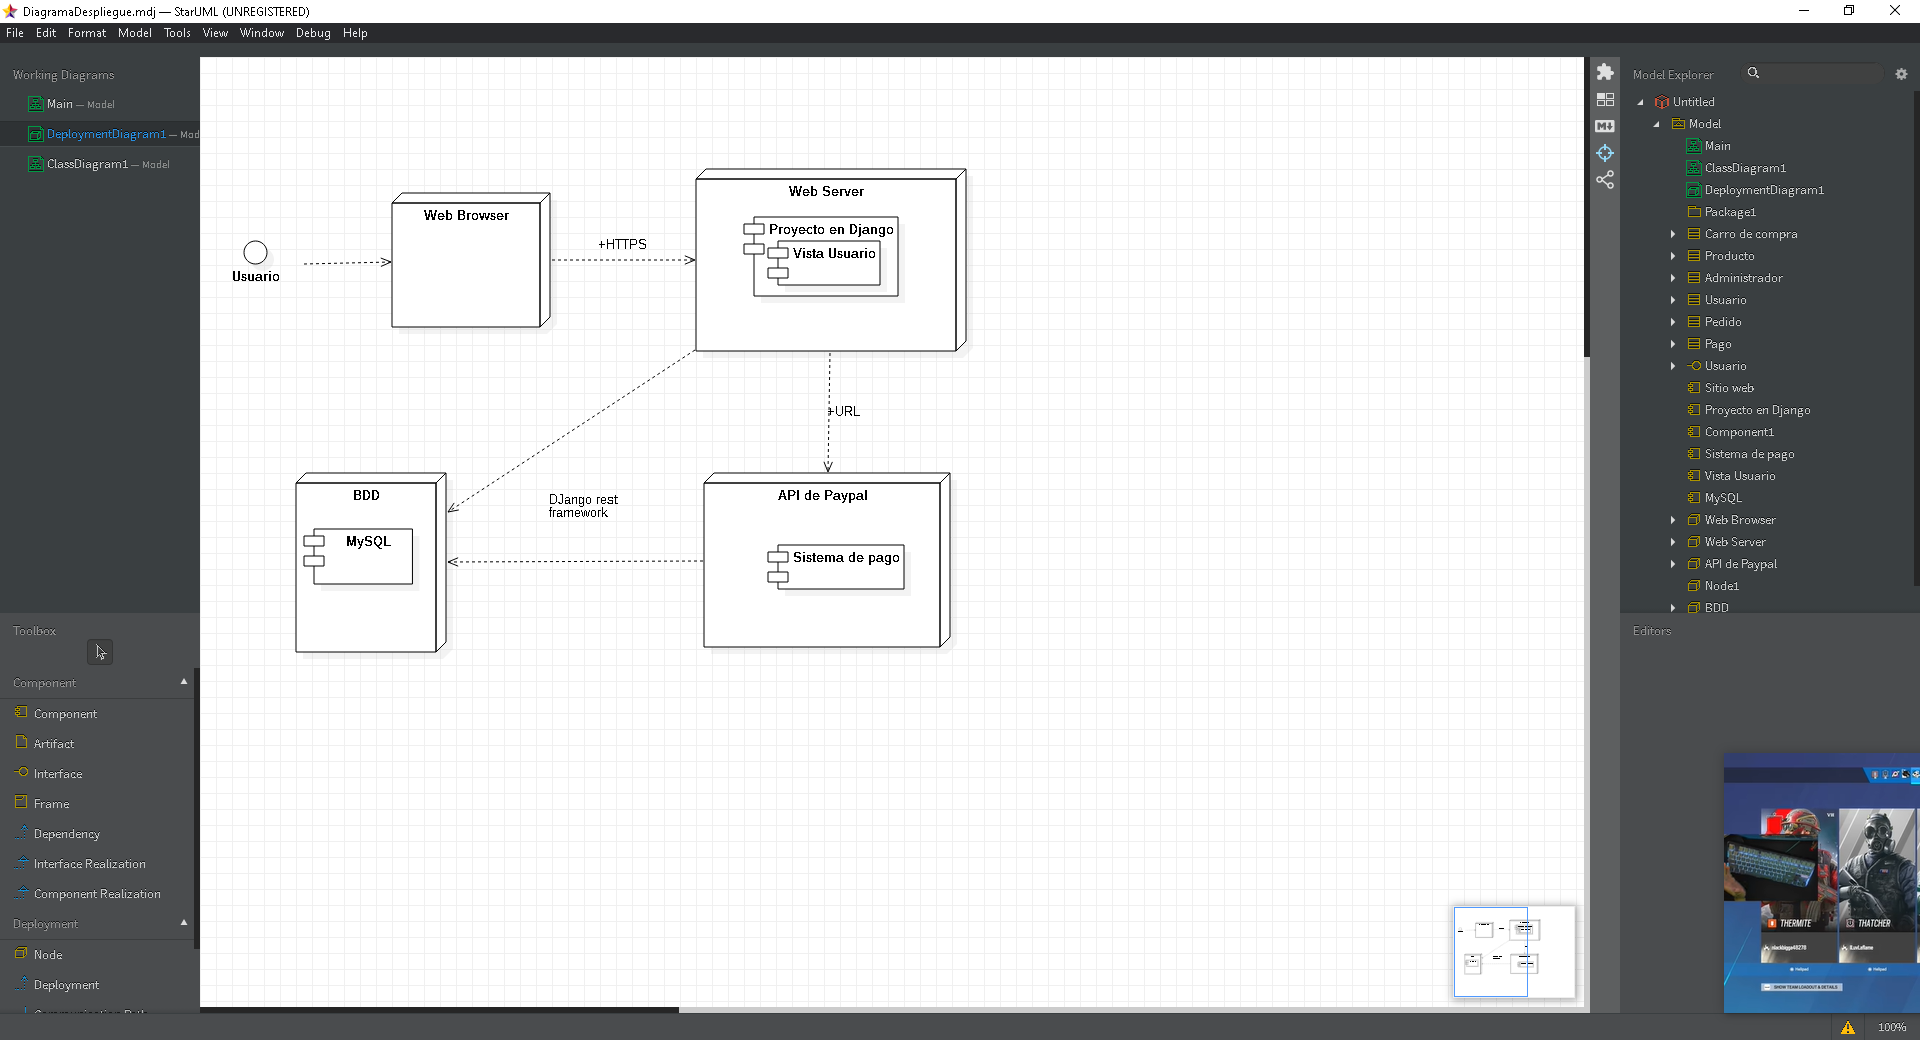 DiagramaDespliegue.mdj — StarUML (UNREGISTERED)
File Edit Format Model Tools View Window Debug Help
Working Diagrams
Main — Model
DeploymentDiagram1 — Mod
ClassDiagram1 — Model
Toolbox
Component
Component
Artifact
Interface
Frame
Dependency
Interface Realization
Component Realization
Deployment
Node
Deployment
Usuario
Web Browser
+HTTPS
Web Server
Proyecto en Django
Vista Usuario
+URL
BDD
MySQL
DJango rest
framework
API de Paypal
Sistema de pago
Model Explorer
Untitled
Model
Main
ClassDiagram1
DeploymentDiagram1
Package1
Carro de compra
Producto
Administrador
Usuario
Pedido
Pago
Usuario
Sitio web
Proyecto en Django
Component1
Sistema de pago
Vista Usuario
MySQL
Web Browser
Web Server
API de Paypal
Node1
BDD
Editors
THERMITE
THATCHER
SHOW TEAM LOADOUT & DETAILS
100%